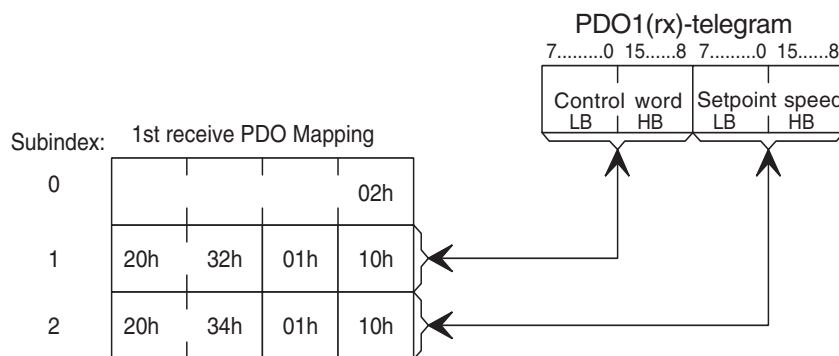 PDO1(rx)-telegram
7.........0 15......8 7.........0 15......8
Control word Setpoint speed
LB HB LB HB
Subindex: 1st receive PDO Mapping
0 02h
1 20h 32h 01h 10h
2 20h 34h 01h 10h